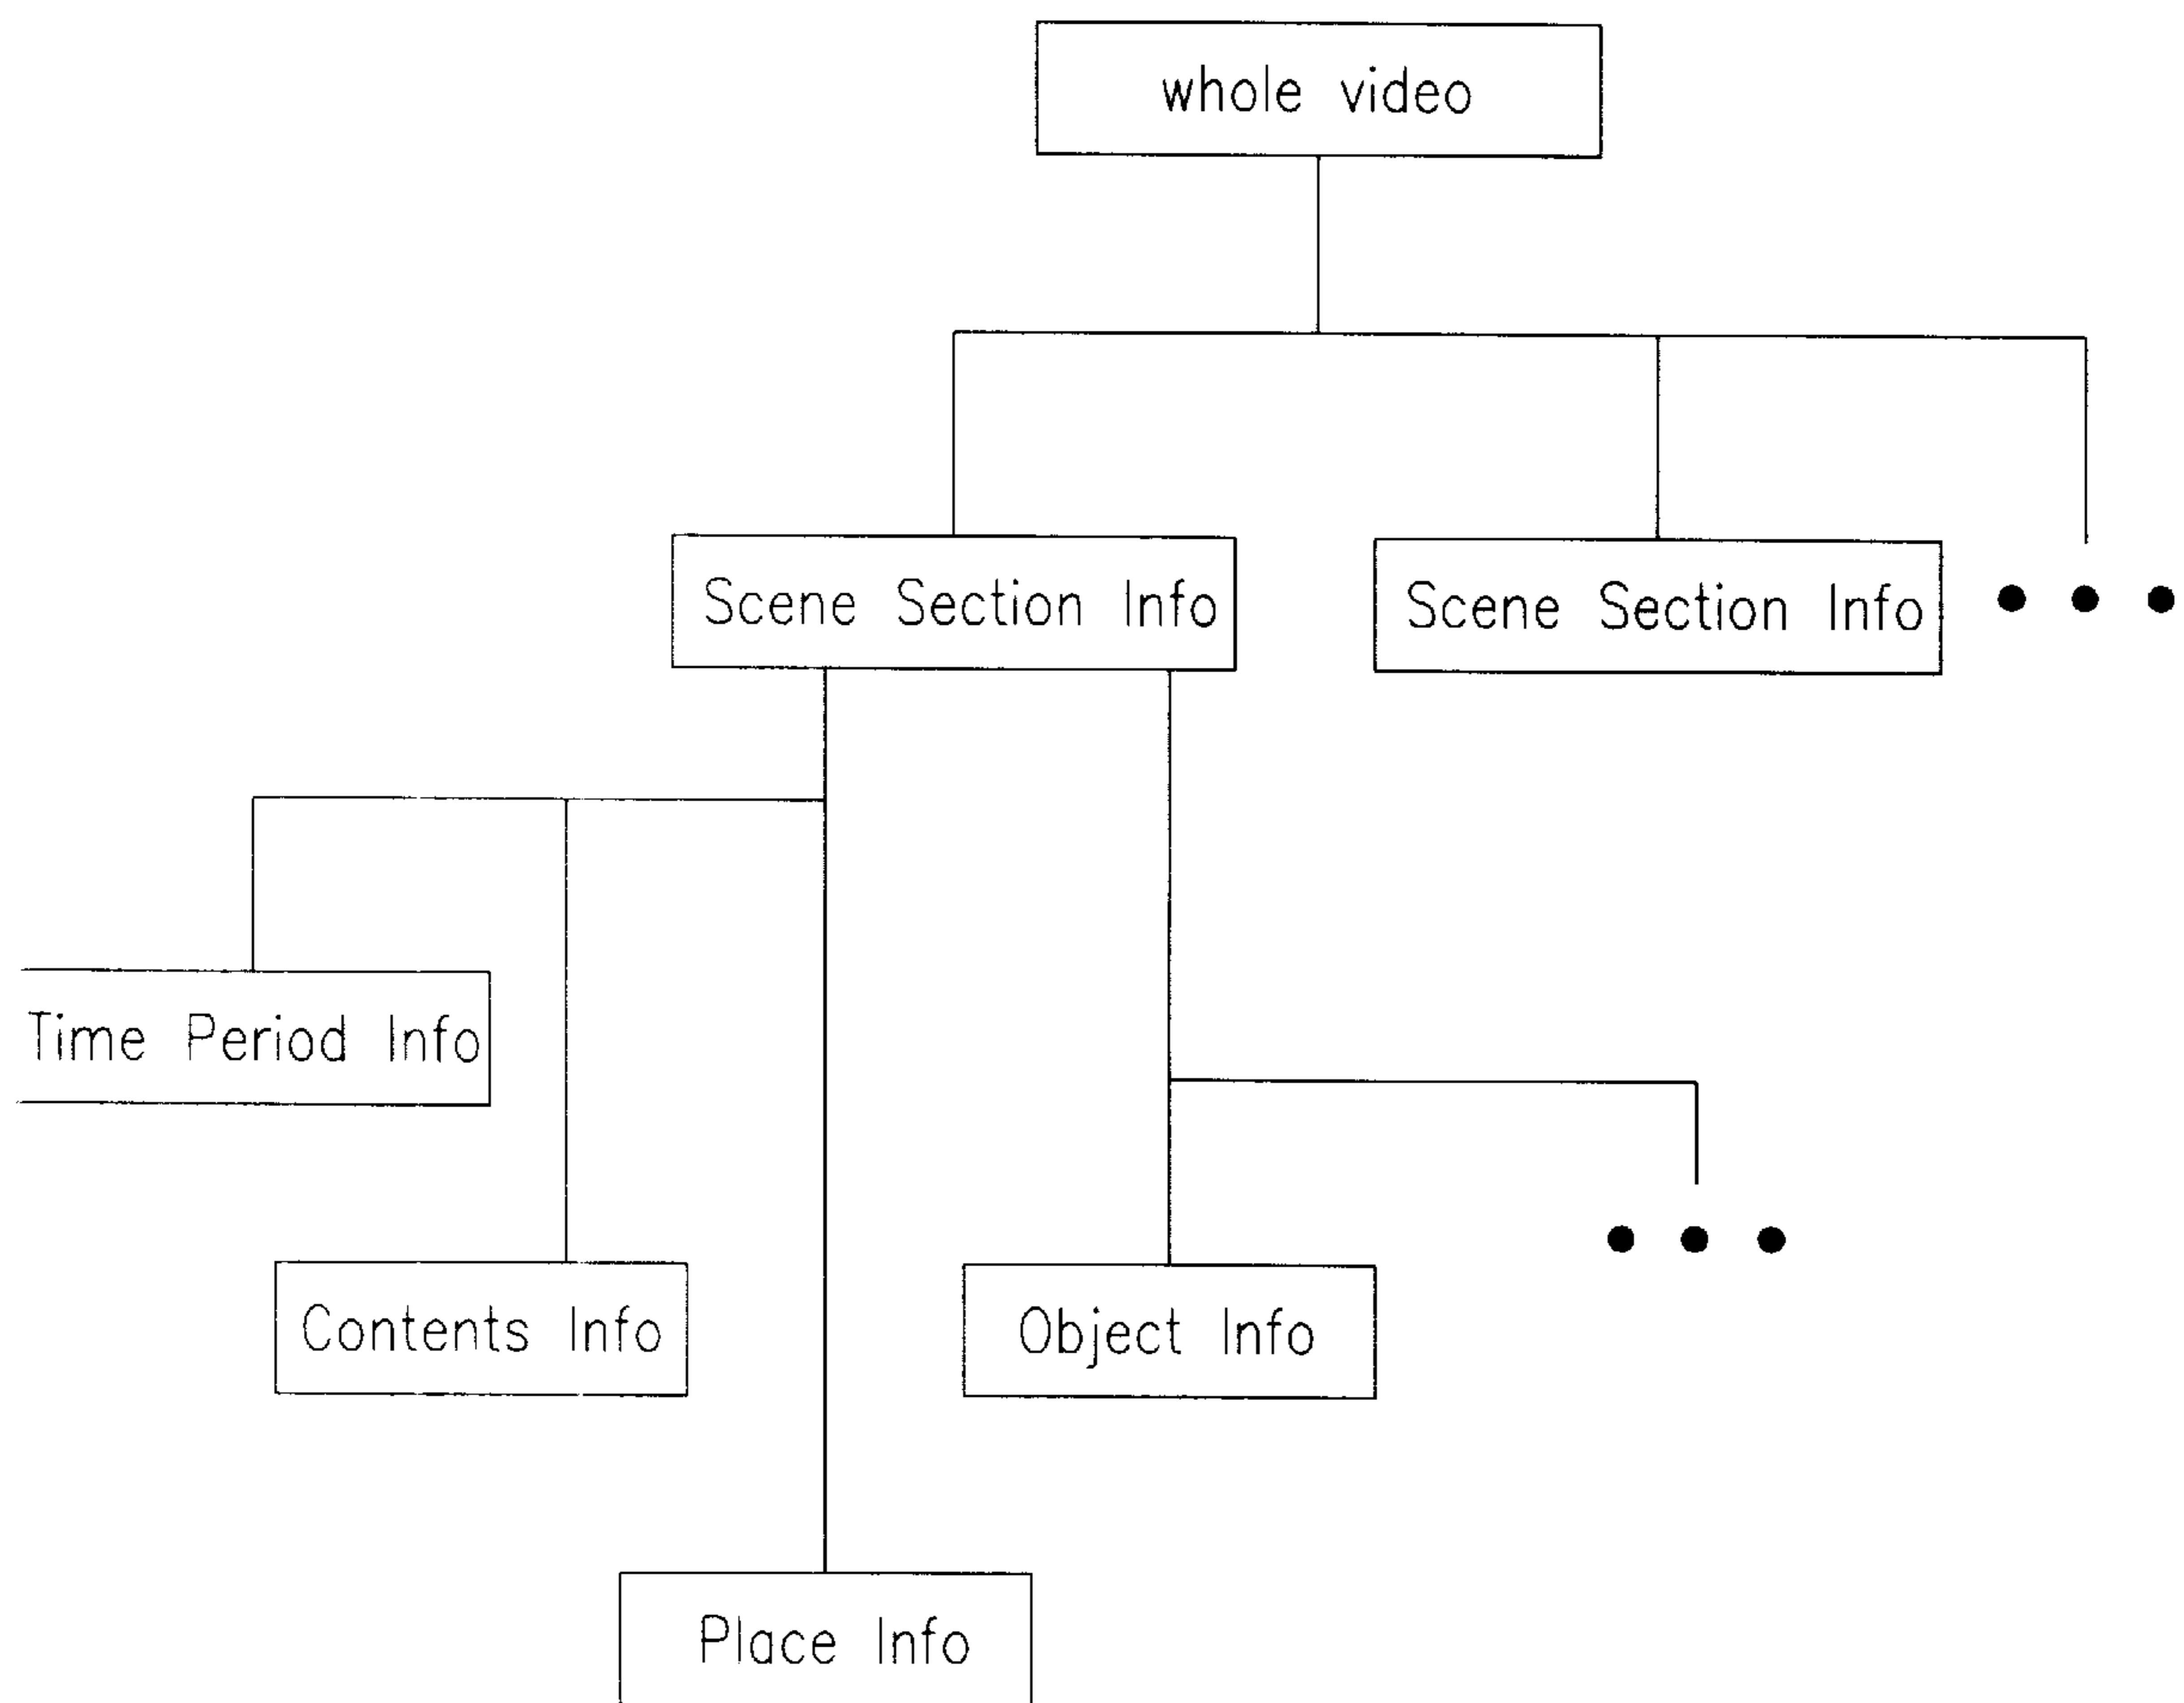 whole video
Scene Section Info
Scene Section Info
Time Period Info
Contents Info
Object Info
Place Info